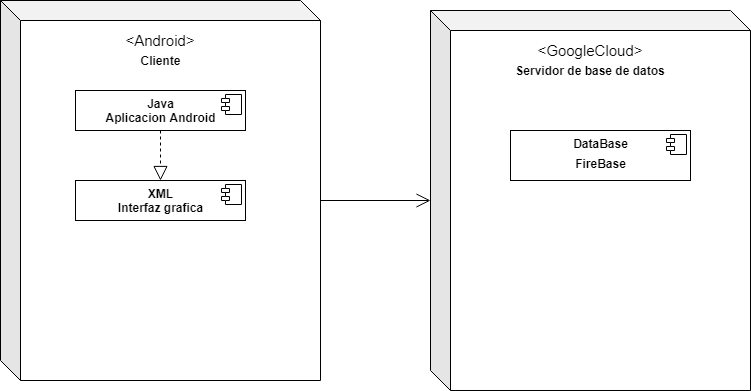 <Android>
Cliente
Java
Aplicacion Android
XML
Interfaz grafica
<GoogleCloud>
Servidor de base de datos
DataBase
FireBase